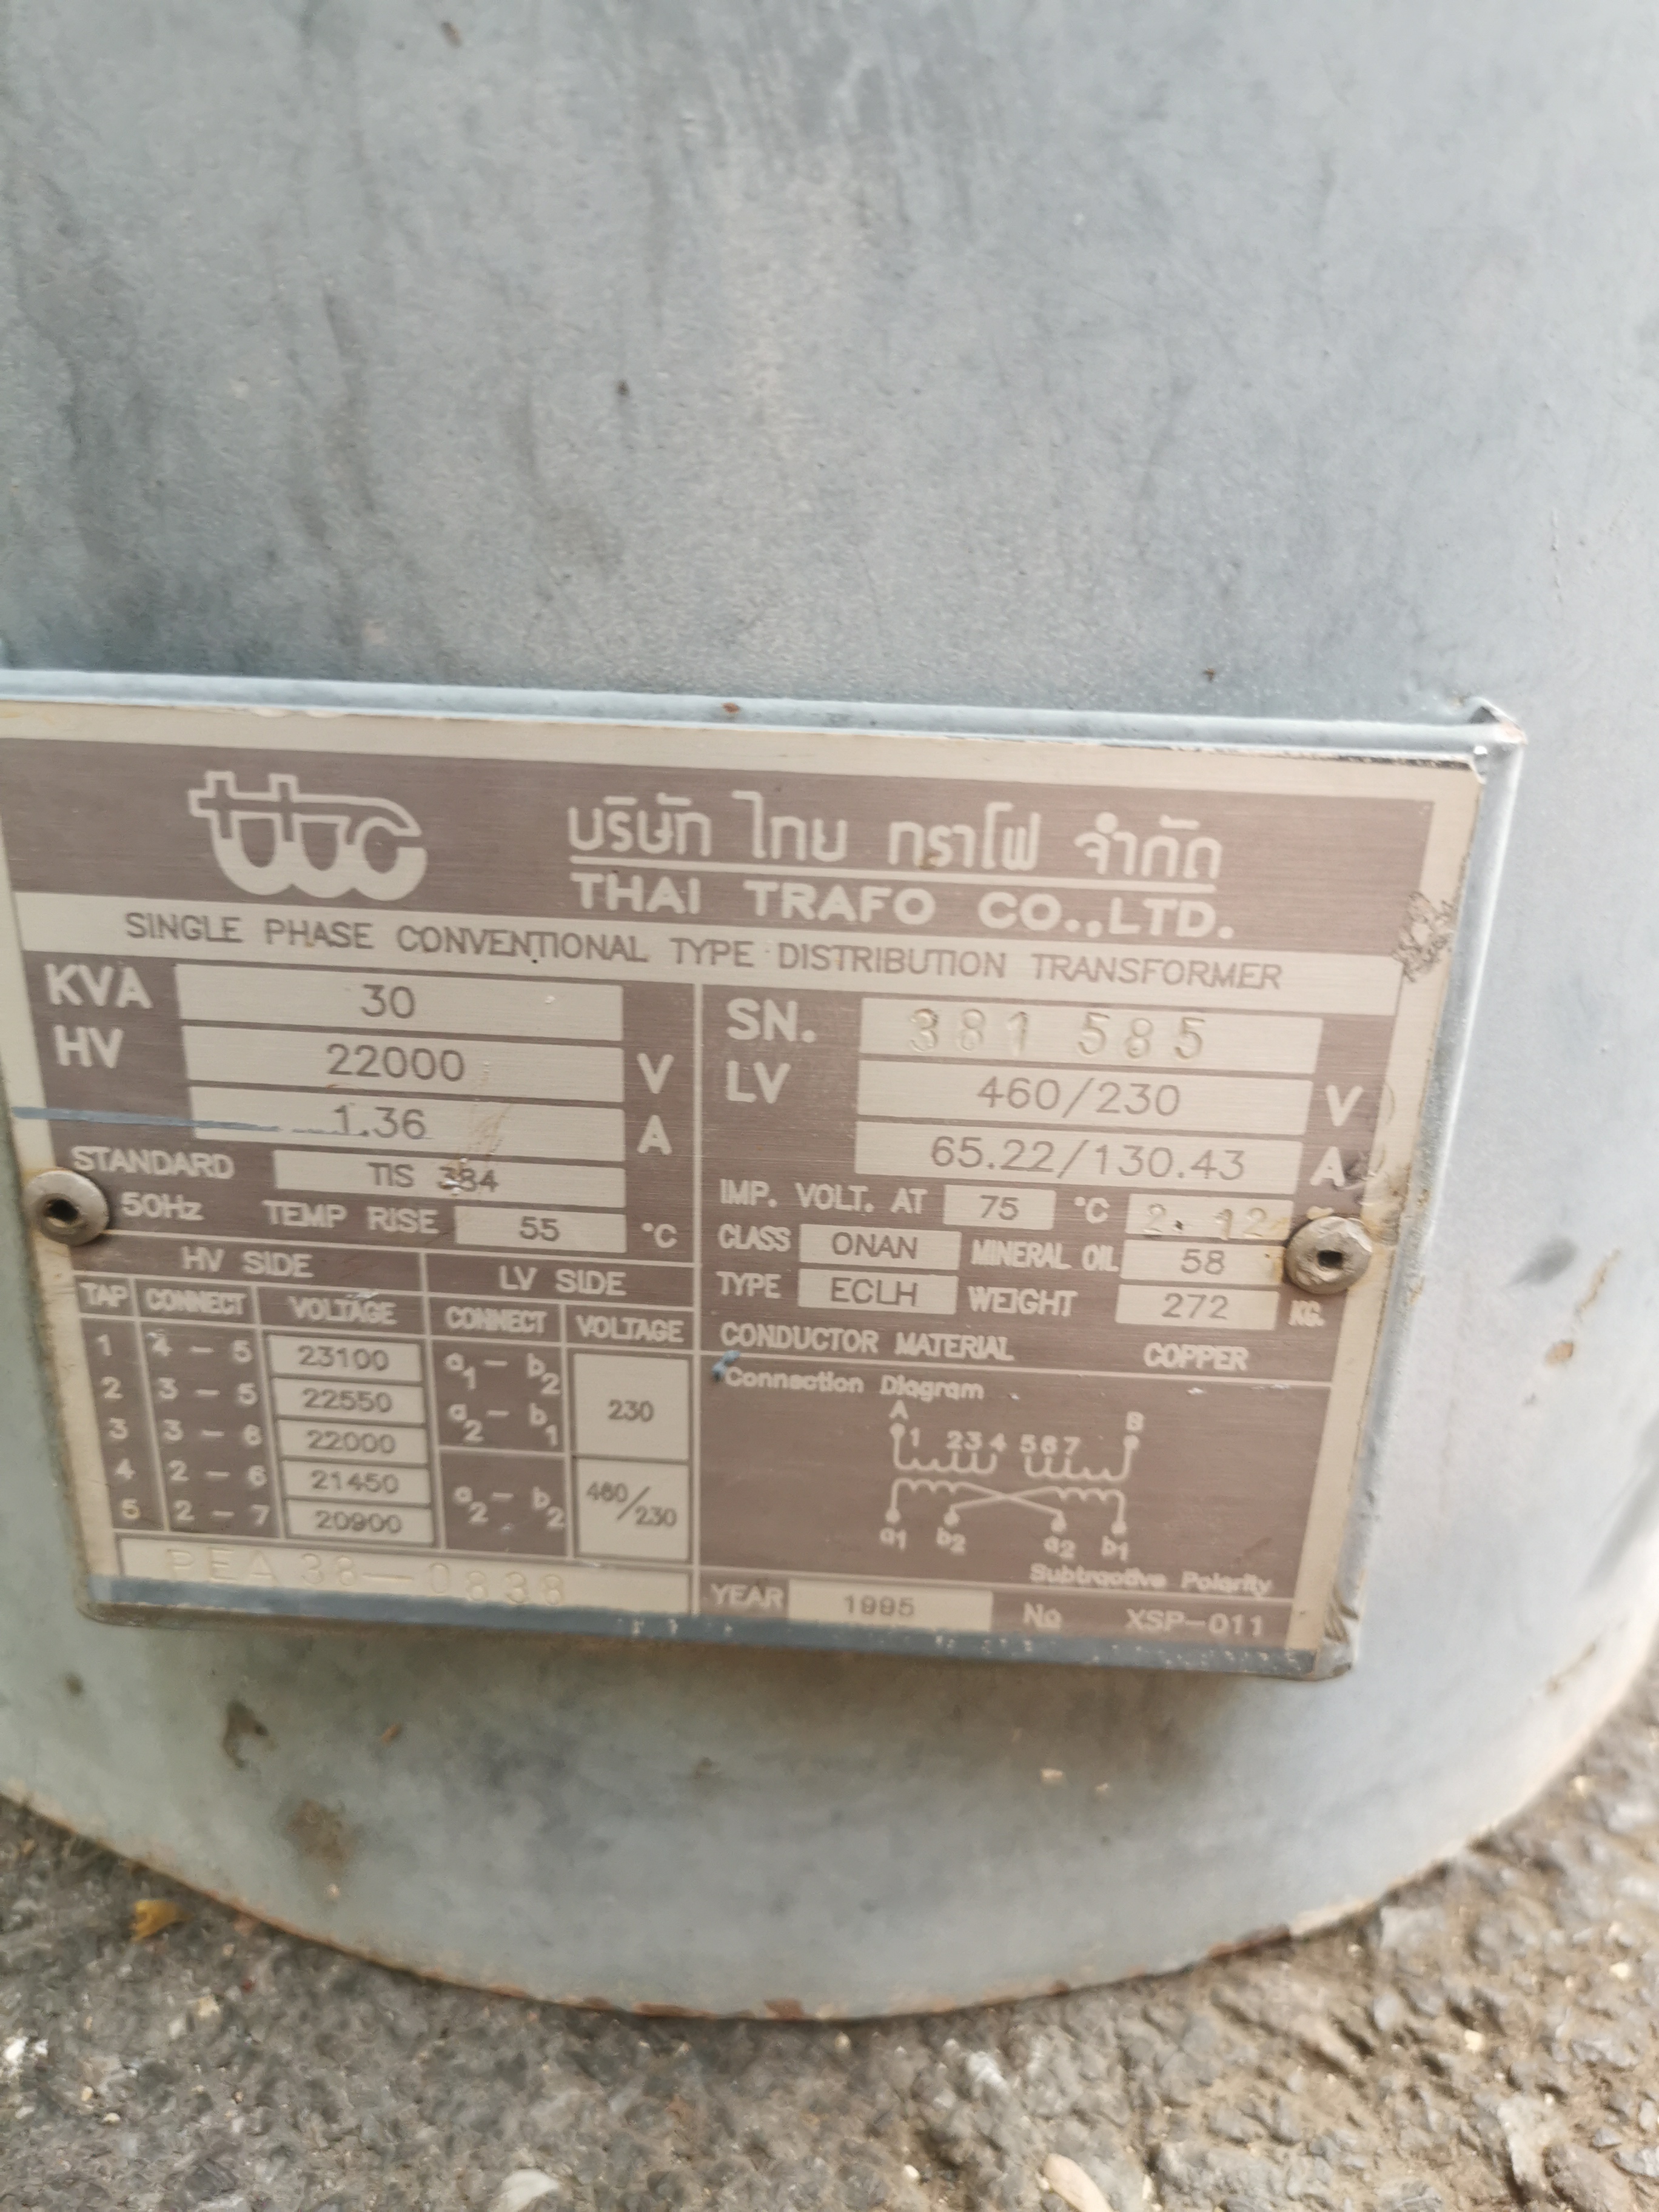 ttc
บริษัท ไทย ทราโฟ จำกัด
THAI TRAFO CO.,LTD.
SINGLE PHASE CONVENTIONAL TYPE DISTRIBUTION TRANSFORMER
KVA 30
HV 22000 V
1.36 A
STANDARD TIS 384
50Hz TEMP RISE 55 °C
SN. 381 585
LV 460/230 V
65.22/130.43 A
IMP. VOLT. AT 75 °C 2.12
CLASS ONAN MINERAL OIL 58
TYPE ECLH WEIGHT 272 KG.
CONDUCTOR MATERIAL COPPER
HV SIDE LV SIDE
TAP CONNECT VOLTAGE CONNECT VOLTAGE
1 4-5 23100 a1-b2
2 3-5 22550 a2-b1 230
3 3-6 22000
4 2-6 21450 a2-b2 460/230
5 2-7 20900
PEA 38-0838
Connection Diagram
A B
1 2 3 4 5 6 7
a1 b2 a2 b1
Subtractive Polarity
YEAR 1995 No XSP-011